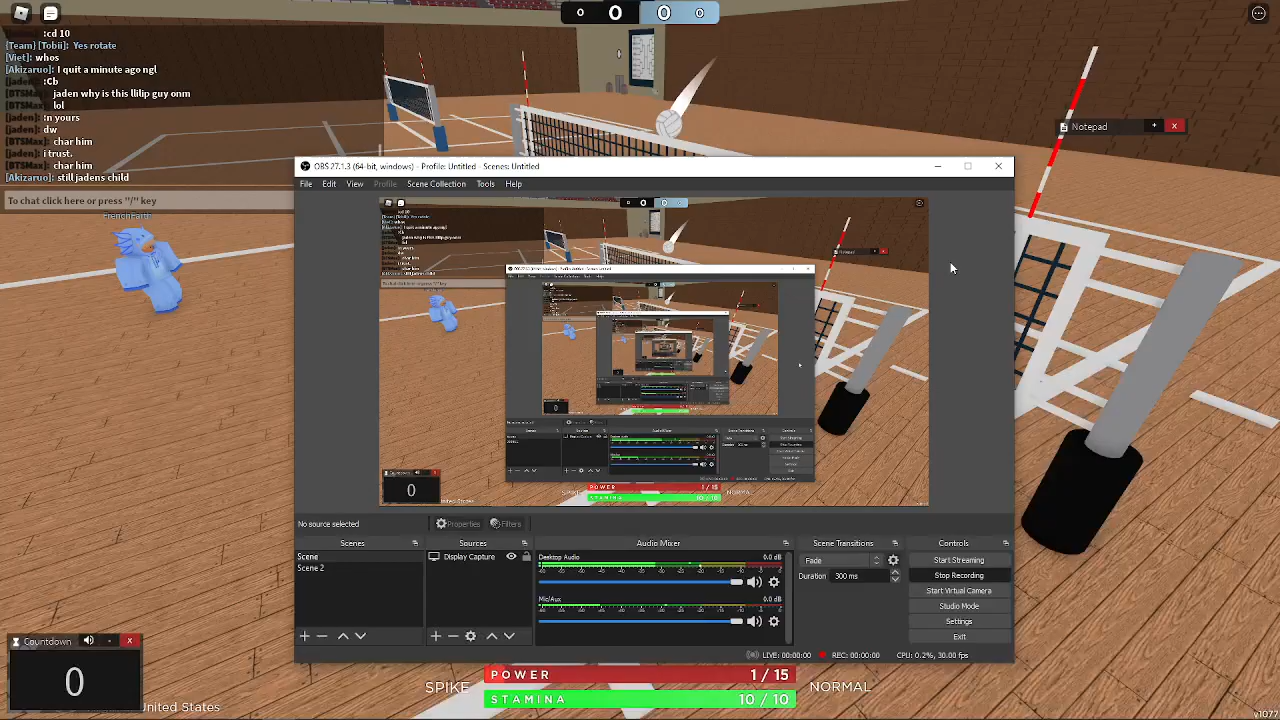 0 0 0 0
:cd 10
[Team] [Tobii]: Yes rotate
[Viet]: whos
[Akizaruo]: I quit a minute ago ngl
[jaden]: :Cb
[BTSMax]: jaden why is this llilip guy onm
[BTSMax]: lol
[jaden]: !n yours
[jaden]: dw
[BTSMax]: char him
[jaden]: i trust.
[BTSMax]: char him
[Akizaruo]: still jadens child
To chat click here or press "/" key
Notepad + X
OBS 27.1.3 (64-bit, windows) - Profile: Untitled - Scenes: Untitled
File Edit View Profile Scene Collection Tools Help
No source selected
Properties
Filters
Scenes
Scene
Scene 2
Sources
Display Capture
Audio Mixer
Desktop Audio 0.0 dB
Mic/Aux 0.0 dB
Scene Transitions
Fade
Duration 300 ms
Controls
Start Streaming
Stop Recording
Start Virtual Camera
Studio Mode
Settings
Exit
LIVE: 00:00:00 REC: 00:00:00 CPU: 0.2%, 30.00 fps
Countdown - X
0
United States
POWER 1 / 15
SPIKE STAMINA 10 / 10 NORMAL
v1077